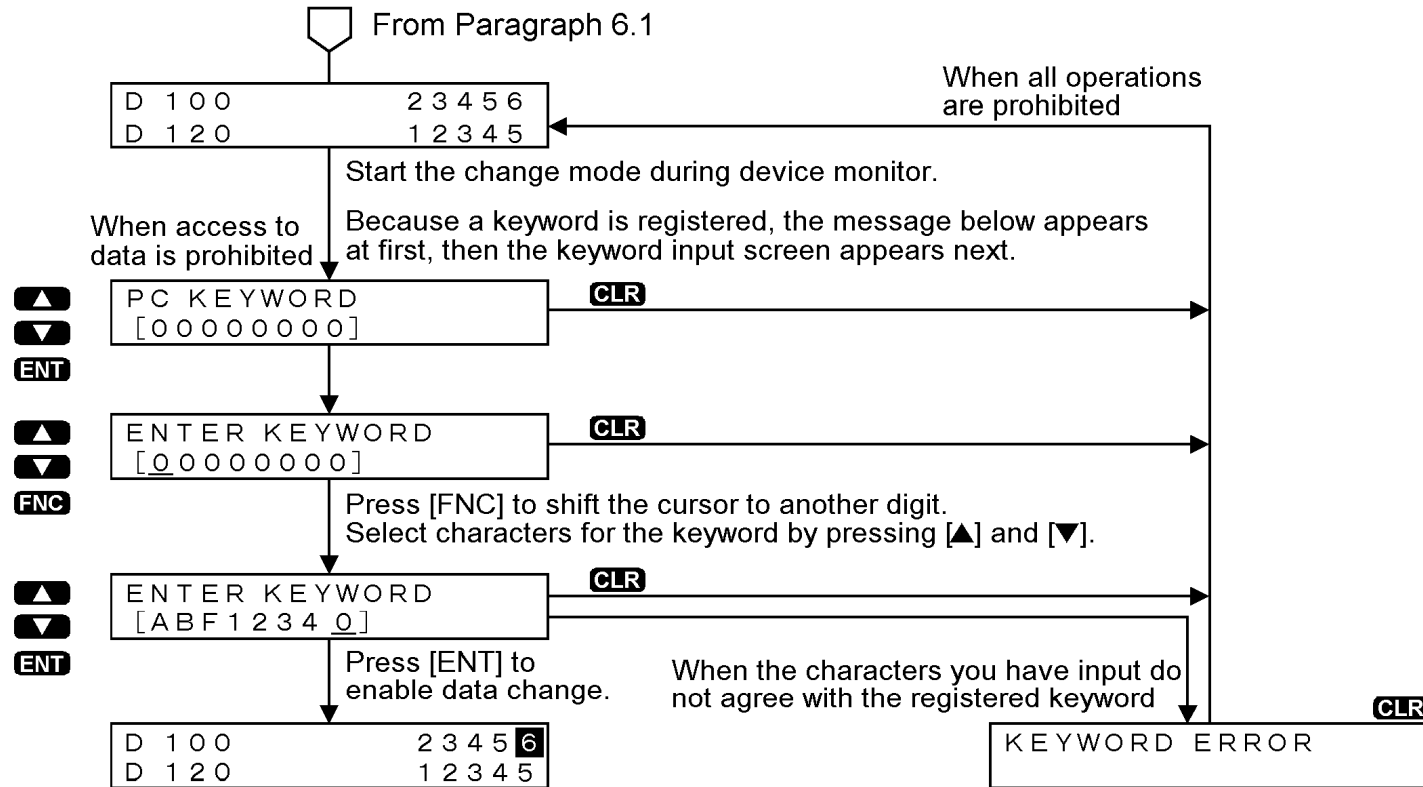 From Paragraph 6.1
D 100 23456
D 120 12345
When all operations
are prohibited
Start the change mode during device monitor.
When access to
data is prohibited
Because a keyword is registered, the message below appears
at first, then the keyword input screen appears next.
▲
▼
ENT
PC KEYWORD
[00000000]
CLR
▲
▼
FNC
ENTER KEYWORD
[00000000]
CLR
Press [FNC] to shift the cursor to another digit.
Select characters for the keyword by pressing [▲] and [▼].
▲
▼
ENT
ENTER KEYWORD
[ABF12340]
CLR
Press [ENT] to
enable data change.
When the characters you have input do
not agree with the registered keyword
D 100 23456
D 120 12345
CLR
KEYWORD ERROR